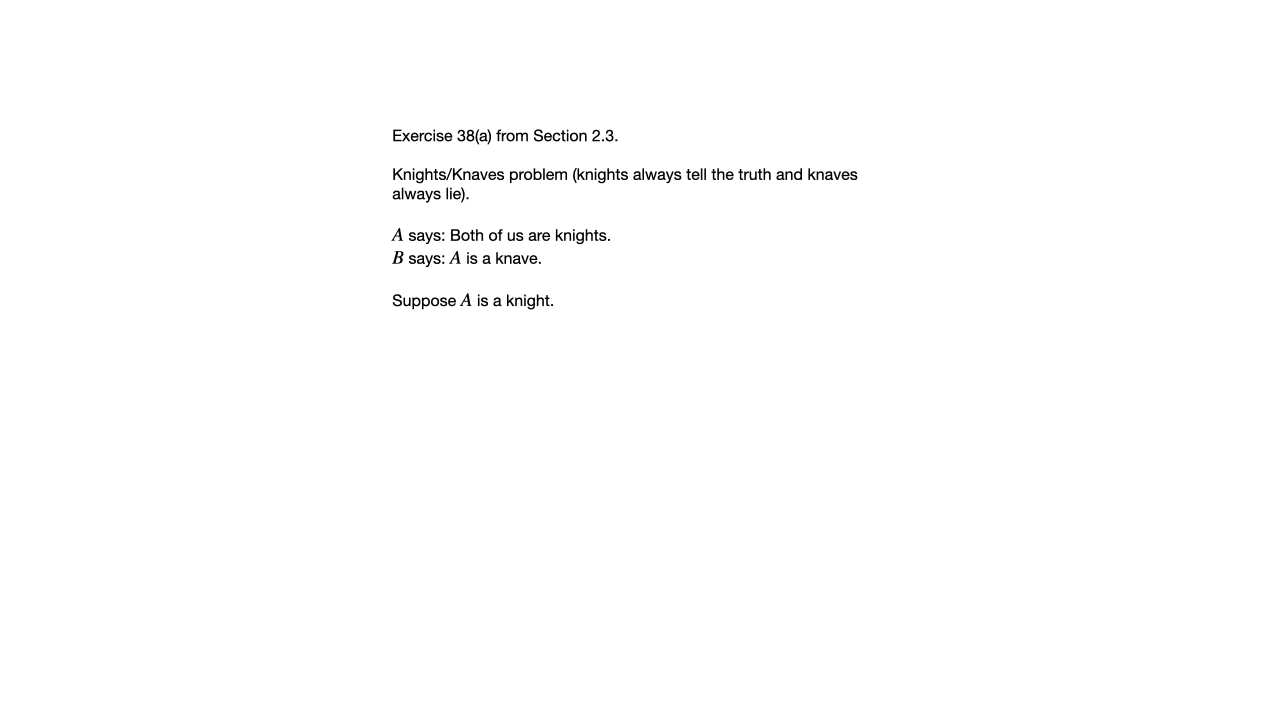 Exercise 38(a) from Section 2.3.
Knights/Knaves problem (knights always tell the truth and knaves
always lie).
A says: Both of us are knights.
B says: A is a knave.
Suppose A is a knight.